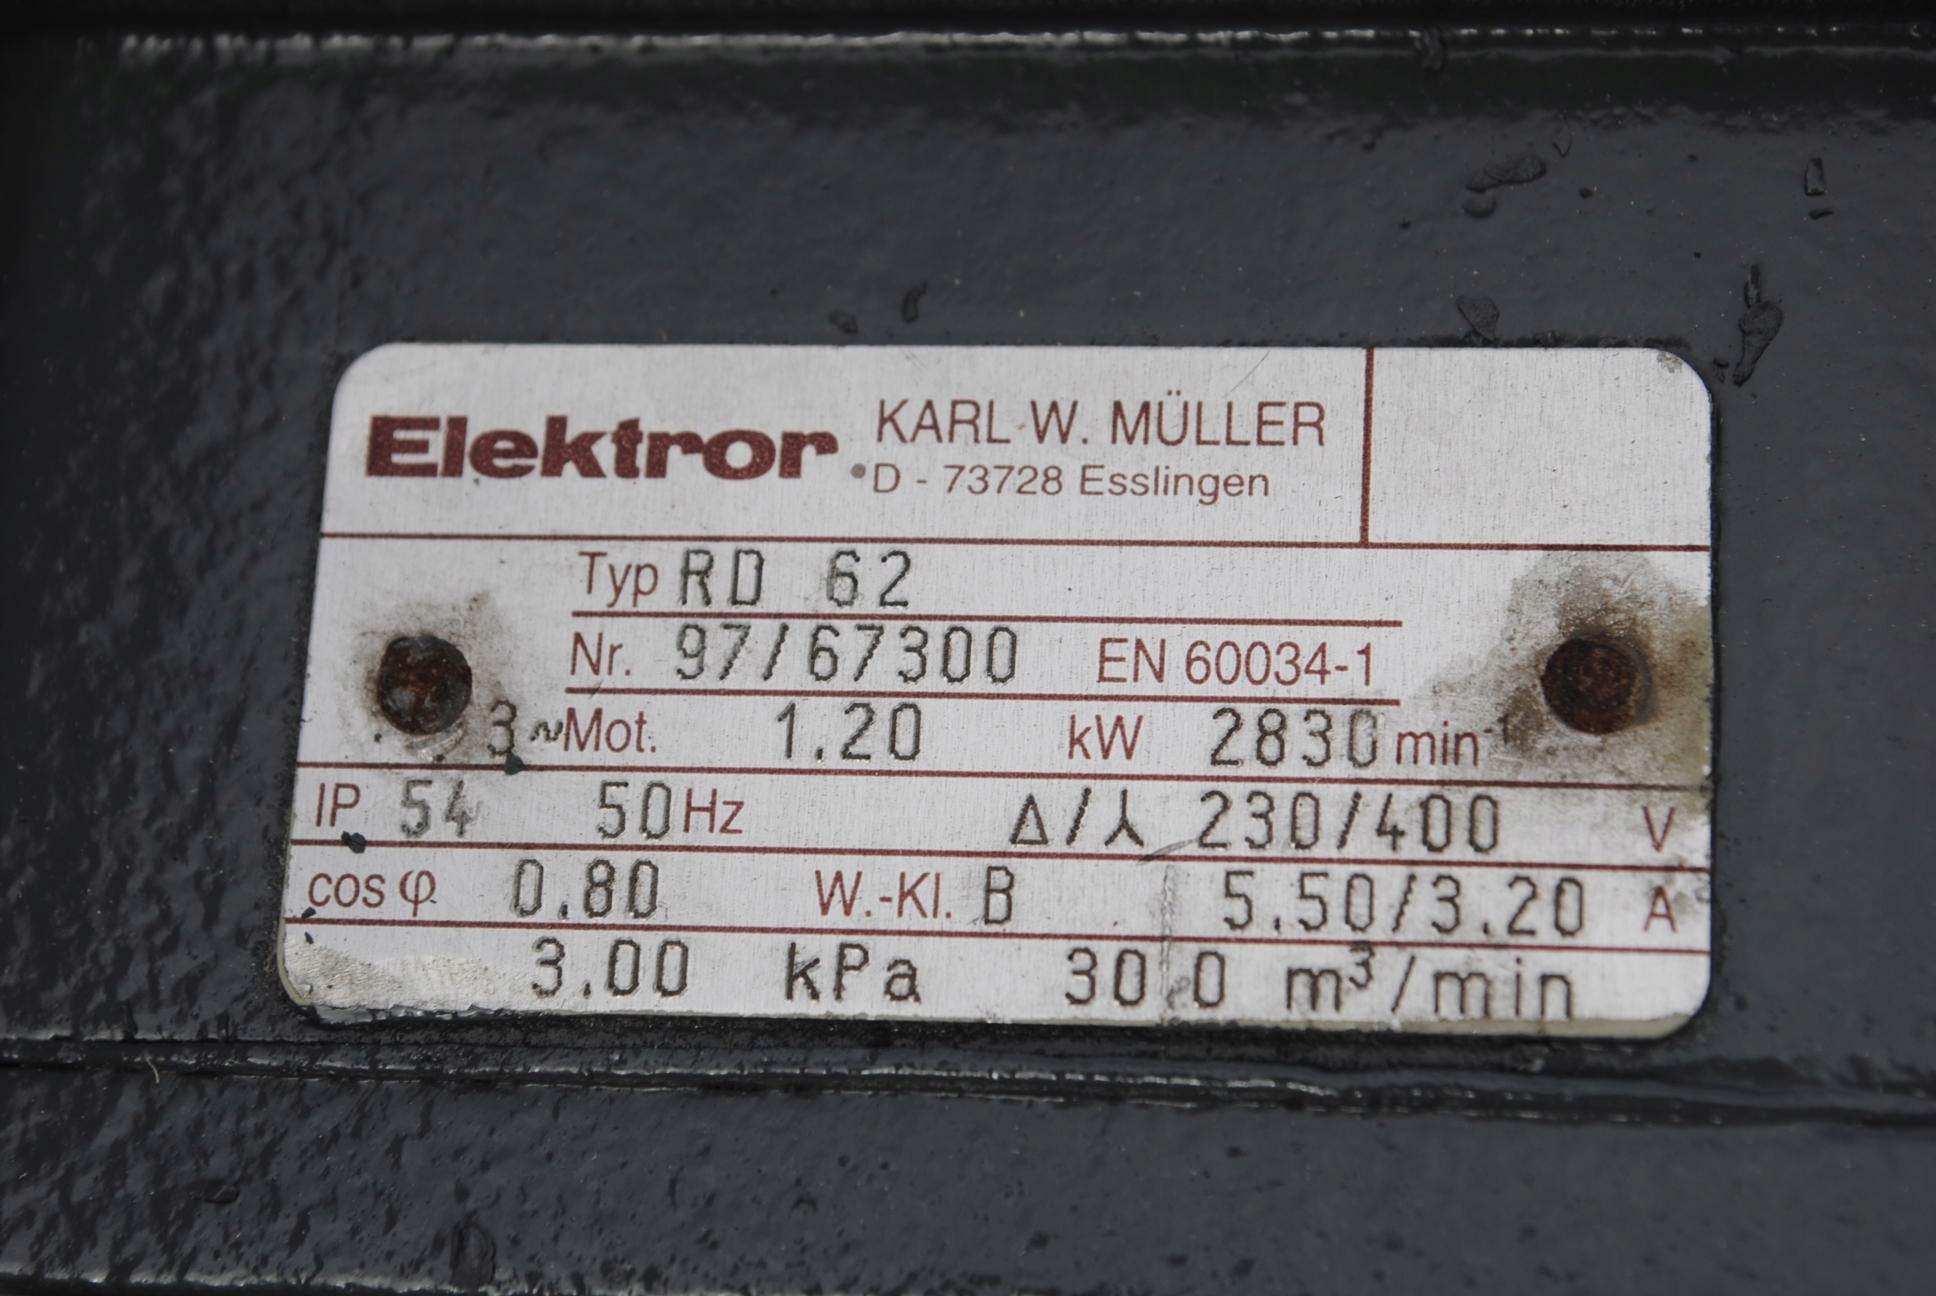 Elektror KARL W. MÜLLER
D - 73728 Esslingen
Typ RD 62
Nr. 97/67300 EN 60034-1
3~Mot. 1.20 kW 2830 min⁻¹
IP 54 50Hz Δ/⅄ 230/400 V
cos φ 0.80 W.-Kl. B 5.50/3.20 A
3.00 kPa 30.0 m³/min